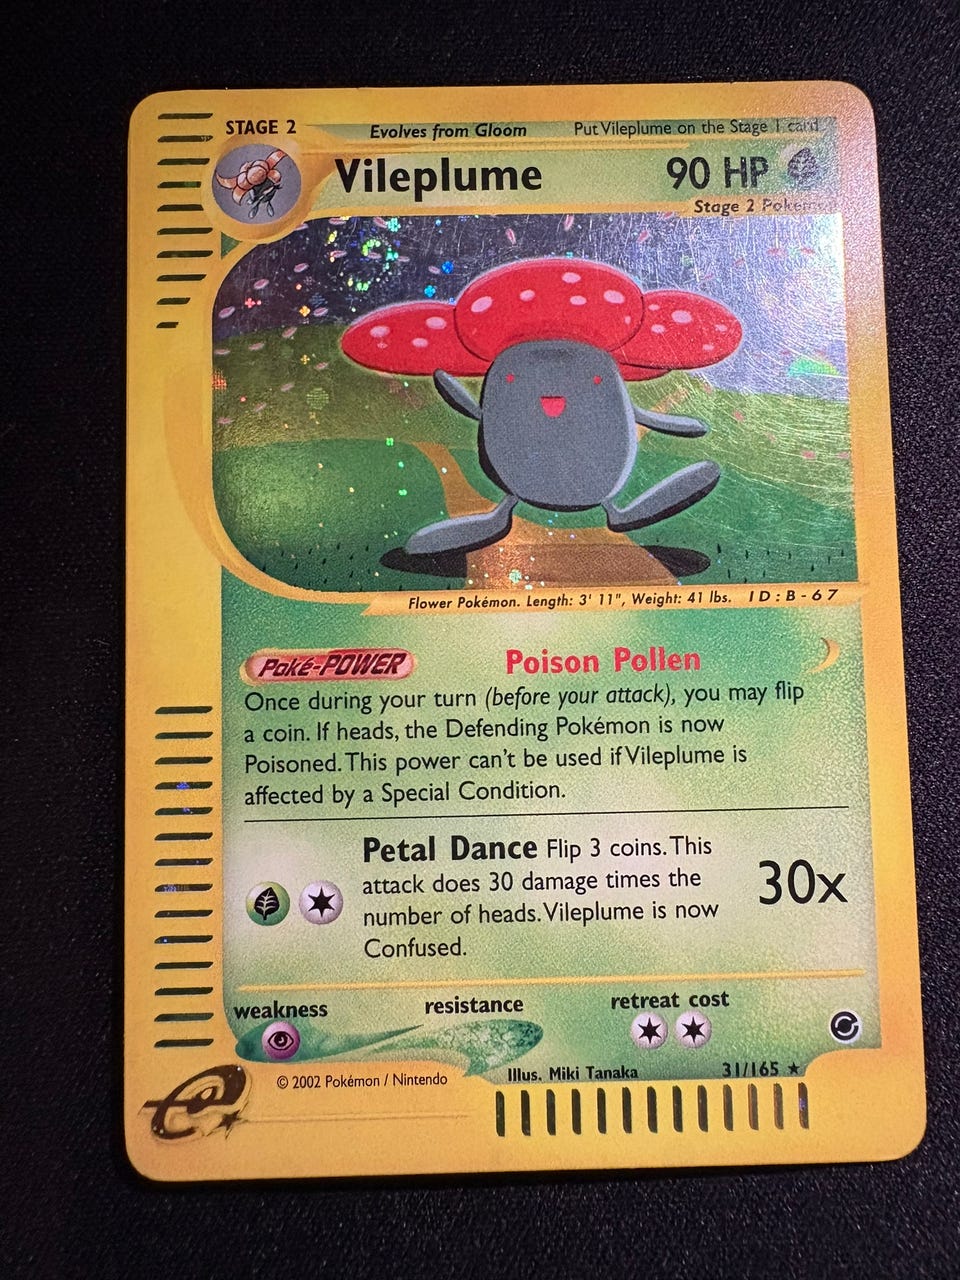 STAGE 2 Evolves from Gloom Put Vileplume on the Stage 1 card
Vileplume 90 HP
Stage 2 Pokémon
Flower Pokémon. Length: 3' 11", Weight: 41 lbs. ID:B-67
Poké-POWER Poison Pollen
Once during your turn (before your attack), you may flip
a coin. If heads, the Defending Pokémon is now
Poisoned. This power can't be used if Vileplume is
affected by a Special Condition.
Petal Dance Flip 3 coins. This
attack does 30 damage times the
number of heads. Vileplume is now
Confused.
30x
weakness resistance retreat cost
© 2002 Pokémon / Nintendo
Illus. Miki Tanaka 31/165 ★
e